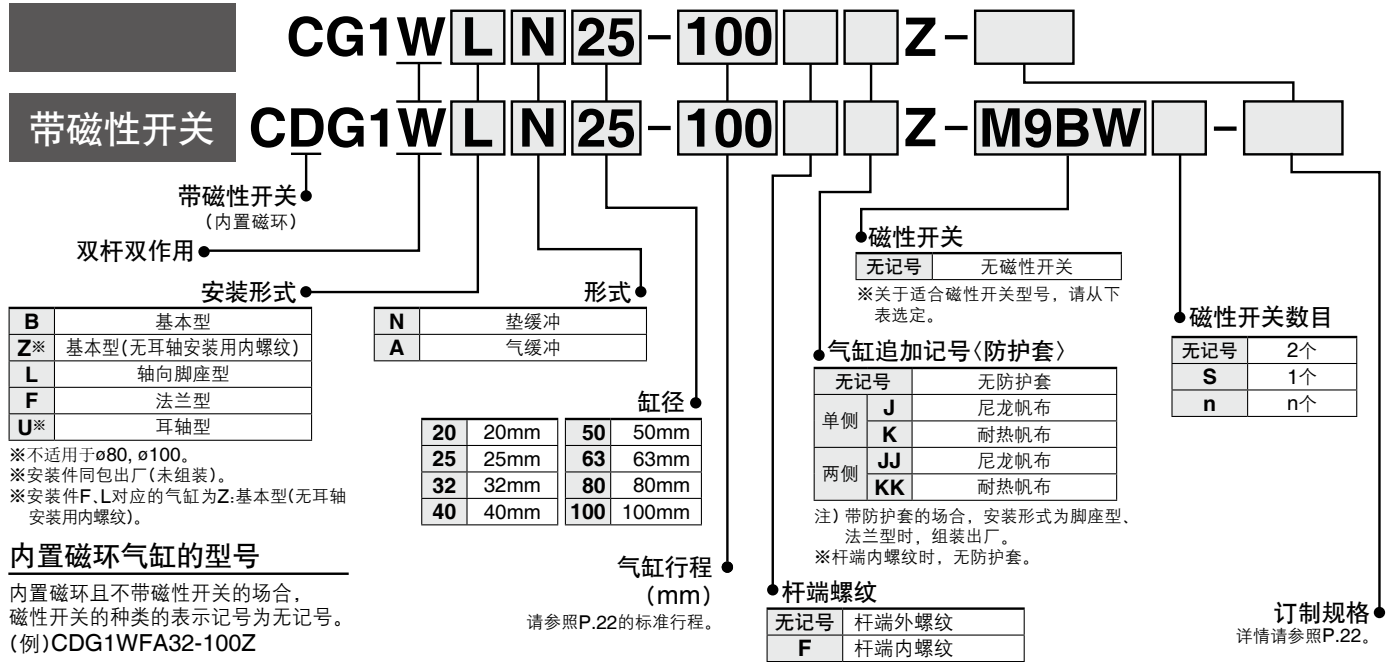 CG1WLN25-100 Z-
带磁性开关 CDG1WLN25-100 Z-M9BW -
带磁性开关
(内置磁环)
双杆双作用
安装形式
B 基本型
Z※ 基本型(无耳轴安装用内螺纹)
L 轴向脚座型
F 法兰型
U※ 耳轴型
※不适用于ø80, ø100。
※安装件同包出厂(未组装)。
※安装件F、L对应的气缸为Z:基本型(无耳轴
安装用内螺纹)。
内置磁环气缸的型号
内置磁环且不带磁性开关的场合,
磁性开关的种类的表示记号为无记号。
(例)CDG1WFA32-100Z
形式
N 垫缓冲
A 气缓冲
缸径
20 20mm 50 50mm
25 25mm 63 63mm
32 32mm 80 80mm
40 40mm 100 100mm
气缸行程
(mm)
请参照P.22的标准行程。
磁性开关
无记号 无磁性开关
※关于适合磁性开关型号, 请从下
表选定。
气缸追加记号〈防护套〉
无记号 无防护套
单侧 J 尼龙帆布
K 耐热帆布
两侧 JJ 尼龙帆布
KK 耐热帆布
注) 带防护套的场合, 安装形式为脚座型、
法兰型时, 组装出厂。
※杆端内螺纹时, 无防护套。
杆端螺纹
无记号 杆端外螺纹
F 杆端内螺纹
磁性开关数目
无记号 2个
S 1个
n n个
订制规格
详情请参照P.22。